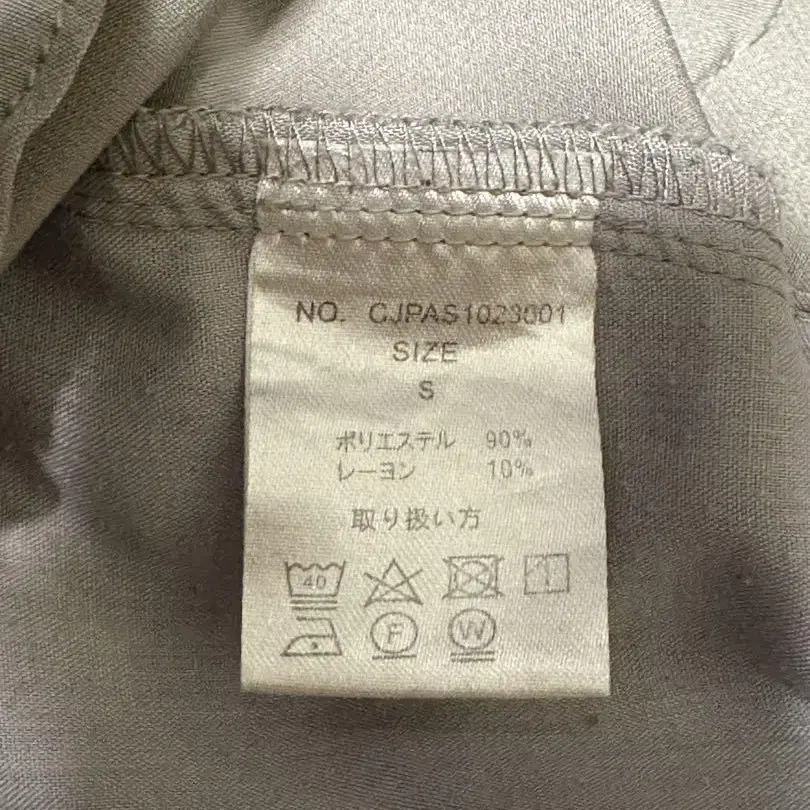 NO. CJPAS1023001
SIZE
S
ポリエステル 90%
レーヨン 10%
取り扱い方
40
F W